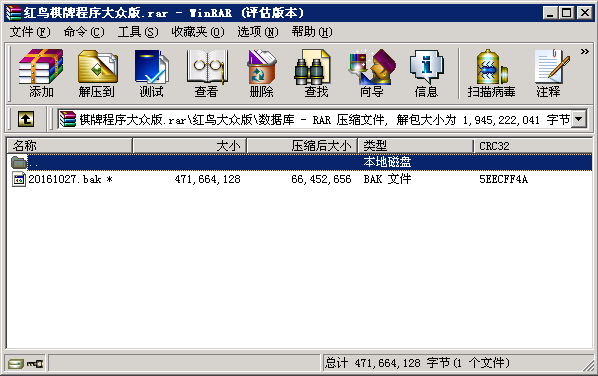 红鸟棋牌程序大众版.rar - WinRAR (评估版本)
文件(F) 命令(C) 工具(S) 收藏夹(O) 选项(N) 帮助(H)
添加 解压到 测试 查看 删除 查找 向导 信息 扫描病毒 注释 »
棋牌程序大众版.rar\红鸟大众版\数据库 - RAR 压缩文件, 解包大小为 1,945,222,041 字节
名称 大小 压缩后大小 类型 CRC32
.. 本地磁盘
20161027.bak * 471,664,128 66,452,656 BAK 文件 5EECFF4A
总计 471,664,128 字节(1 个文件)